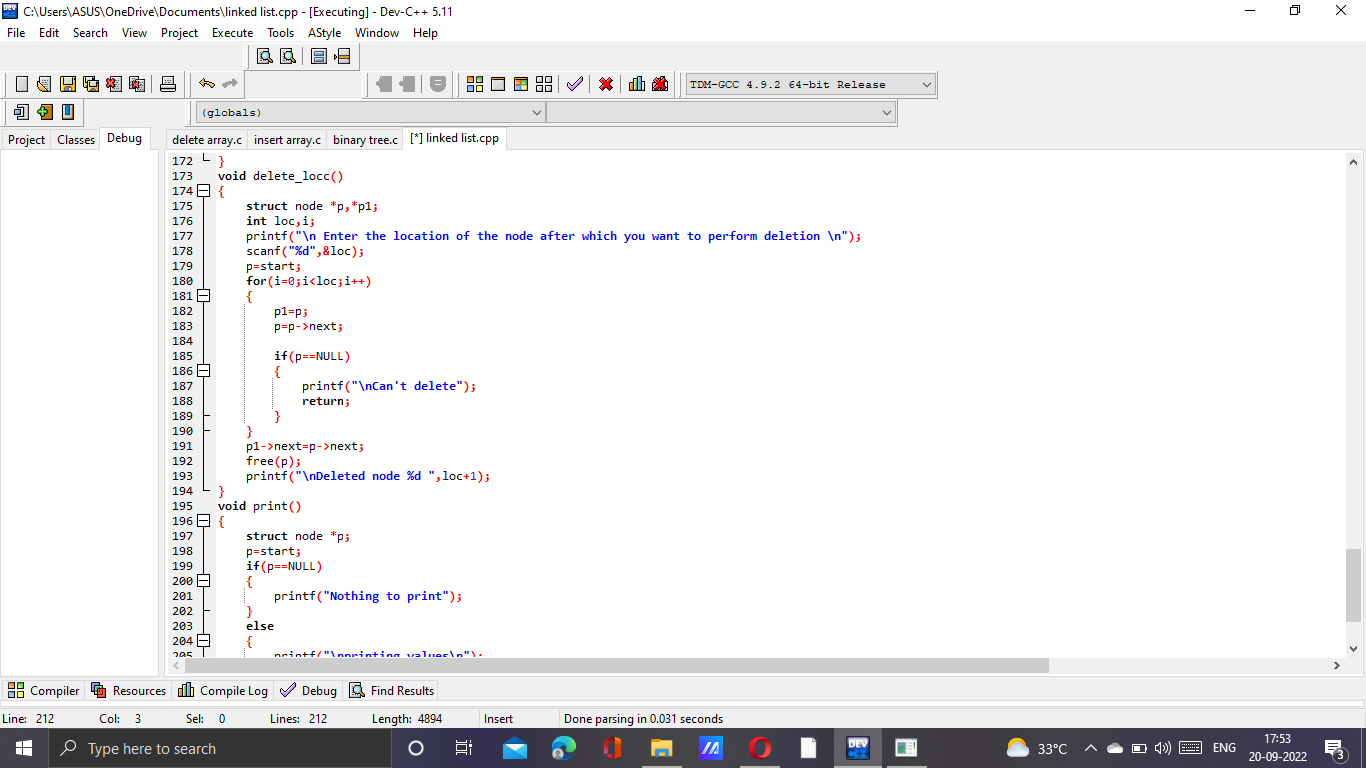 C:\Users\ASUS\OneDrive\Documents\linked list.cpp - [Executing] - Dev-C++ 5.11
File Edit Search View Project Execute Tools AStyle Window Help
TDM-GCC 4.9.2 64-bit Release
(globals)
Project Classes Debug
delete array.c insert array.c binary tree.c [*] linked list.cpp
172 }
173 void delete_locc()
174 {
175 struct node *p,*p1;
176 int loc,i;
177 printf("\n Enter the location of the node after which you want to perform deletion \n");
178 scanf("%d",&loc);
179 p=start;
180 for(i=0;i<loc;i++)
181 {
182 p1=p;
183 p=p->next;
184
185 if(p==NULL)
186 {
187 printf("\nCan't delete");
188 return;
189 }
190 }
191 p1->next=p->next;
192 free(p);
193 printf("\nDeleted node %d ",loc+1);
194 }
195 void print()
196 {
197 struct node *p;
198 p=start;
199 if(p==NULL)
200 {
201 printf("Nothing to print");
202 }
203 else
204 {
205 printf("\nprinting values\n");
Compiler Resources Compile Log Debug Find Results
Line: 212 Col: 3 Sel: 0 Lines: 212 Length: 4894 Insert Done parsing in 0.031 seconds
Type here to search
DEV
33°C
ENG
17:53
20-09-2022
3